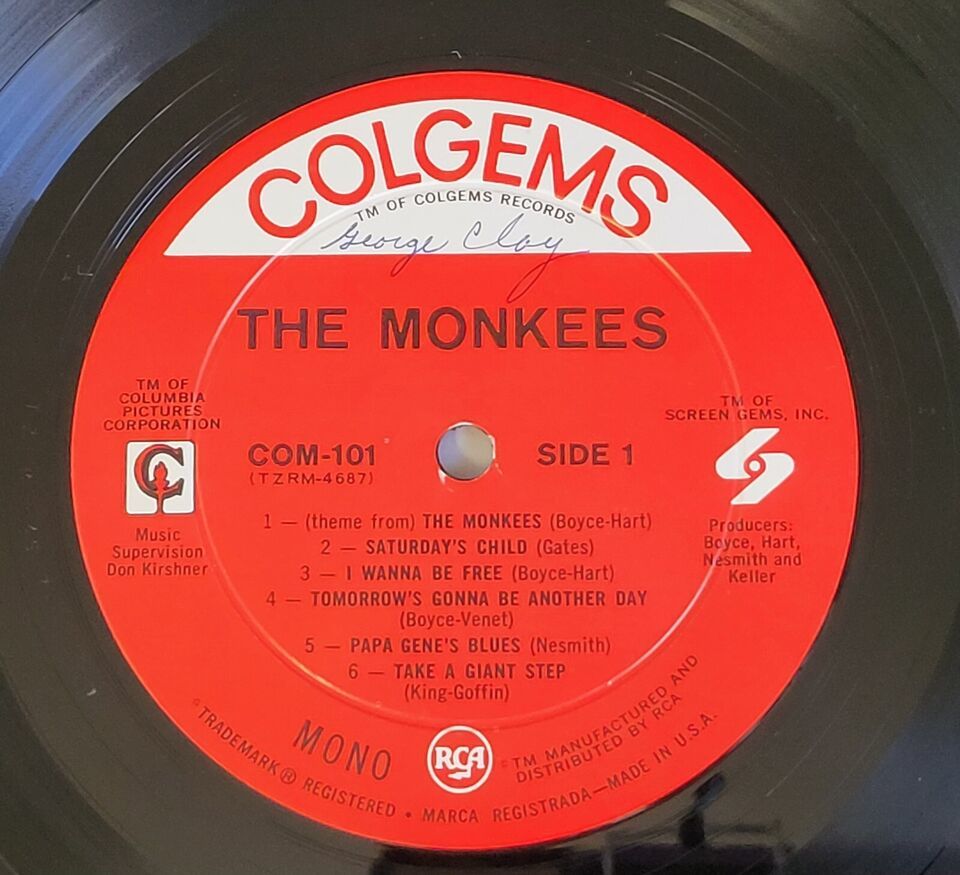 COLGEMS
TM OF COLGEMS RECORDS
George Clay
THE MONKEES
TM OF
COLUMBIA
PICTURES
CORPORATION
C
Music
Supervision
Don Kirshner
TM OF
SCREEN GEMS, INC.
S
Producers:
Boyce, Hart,
Nesmith and
Keller
COM-101
(TZRM-4687)
SIDE 1
1 — (theme from) THE MONKEES (Boyce-Hart)
2 — SATURDAY'S CHILD (Gates)
3 — I WANNA BE FREE (Boyce-Hart)
4 — TOMORROW'S GONNA BE ANOTHER DAY
(Boyce-Venet)
5 — PAPA GENE'S BLUES (Nesmith)
6 — TAKE A GIANT STEP
(King-Goffin)
MONO
RCA
TM MANUFACTURED AND
DISTRIBUTED BY RCA
TRADEMARK ® REGISTERED • MARCA REGISTRADA—MADE IN U.S.A.